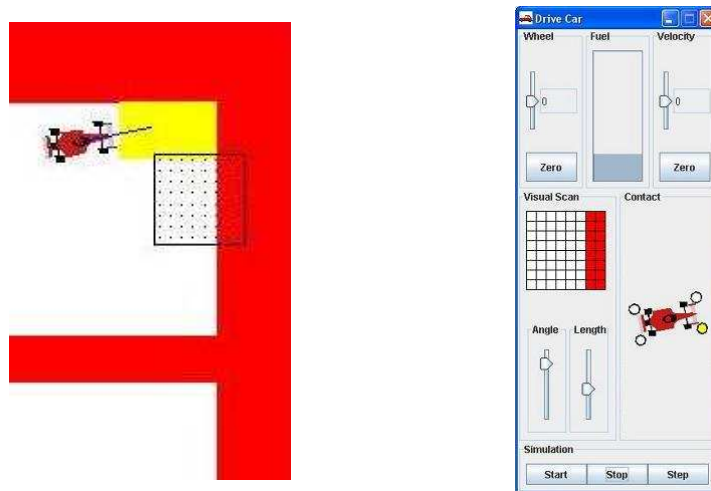 Drive Car
Wheel Fuel Velocity
0 0
Zero Zero
Visual Scan Contact
Angle Length
Simulation
Start Stop Step